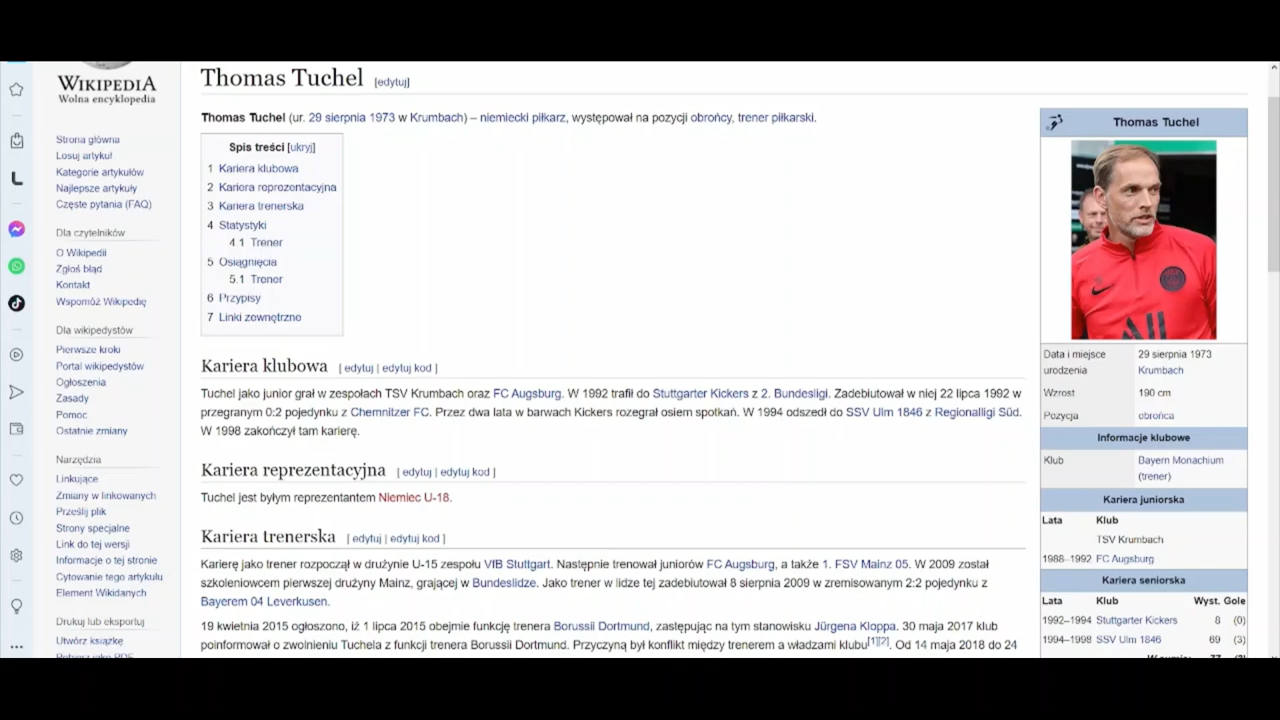 WIKIPEDIA
Wolna encyklopedia
Strona główna
Losuj artykuł
Kategorie artykułów
Najlepsze artykuły
Częste pytania (FAQ)
Dla czytelników
O Wikipedii
Zgłoś błąd
Kontakt
Wspomóż Wikipedię
Dla wikipedystów
Pierwsze kroki
Portal wikipedystów
Ogłoszenia
Zasady
Pomoc
Ostatnie zmiany
Narzędzia
Linkujące
Zmiany w linkowanych
Prześlij plik
Strony specjalne
Link do tej wersji
Informacje o tej stronie
Cytowanie tego artykułu
Element Wikidanych
Drukuj lub eksportuj
Utwórz książkę
Pobierz jako PDF
Thomas Tuchel [edytuj]
Thomas Tuchel (ur. 29 sierpnia 1973 w Krumbach) – niemiecki piłkarz, występował na pozycji obrońcy, trener piłkarski.
Spis treści [ukryj]
1 Kariera klubowa
2 Kariera reprezentacyjna
3 Kariera trenerska
4 Statystyki
4.1 Trener
5 Osiągnięcia
5.1 Trener
6 Przypisy
7 Linki zewnętrzne
Kariera klubowa [ edytuj | edytuj kod ]
Tuchel jako junior grał w zespołach TSV Krumbach oraz FC Augsburg. W 1992 trafił do Stuttgarter Kickers z 2. Bundesligi. Zadebiutował w niej 22 lipca 1992 w
przegranym 0:2 pojedynku z Chemnitzer FC. Przez dwa lata w barwach Kickers rozegrał osiem spotkań. W 1994 odszedł do SSV Ulm 1846 z Regionalligi Süd.
W 1998 zakończył tam karierę.
Kariera reprezentacyjna [ edytuj | edytuj kod ]
Tuchel jest byłym reprezentantem Niemiec U-18.
Kariera trenerska [ edytuj | edytuj kod ]
Karierę jako trener rozpoczął w drużynie U-15 zespołu VfB Stuttgart. Następnie trenował juniorów FC Augsburg, a także 1. FSV Mainz 05. W 2009 został
szkoleniowcem pierwszej drużyny Mainz, grającej w Bundeslidze. Jako trener w lidze tej zadebiutował 8 sierpnia 2009 w zremisowanym 2:2 pojedynku z
Bayerem 04 Leverkusen.
19 kwietnia 2015 ogłoszono, iż 1 lipca 2015 obejmie funkcję trenera Borussii Dortmund, zastępując na tym stanowisku Jürgena Kloppa. 30 maja 2017 klub
poinformował o zwolnieniu Tuchela z funkcji trenera Borussii Dortmund. Przyczyną był konflikt między trenerem a władzami klubu[1][2]. Od 14 maja 2018 do 24
Thomas Tuchel
Data i miejsce urodzenia 29 sierpnia 1973
Krumbach
Wzrost 190 cm
Pozycja obrońca
Informacje klubowe
Klub Bayern Monachium
(trener)
Kariera juniorska
Lata Klub
TSV Krumbach
1988–1992 FC Augsburg
Kariera seniorska
Lata Klub Wyst. Gole
1992–1994 Stuttgarter Kickers 8 (0)
1994–1998 SSV Ulm 1846 69 (3)